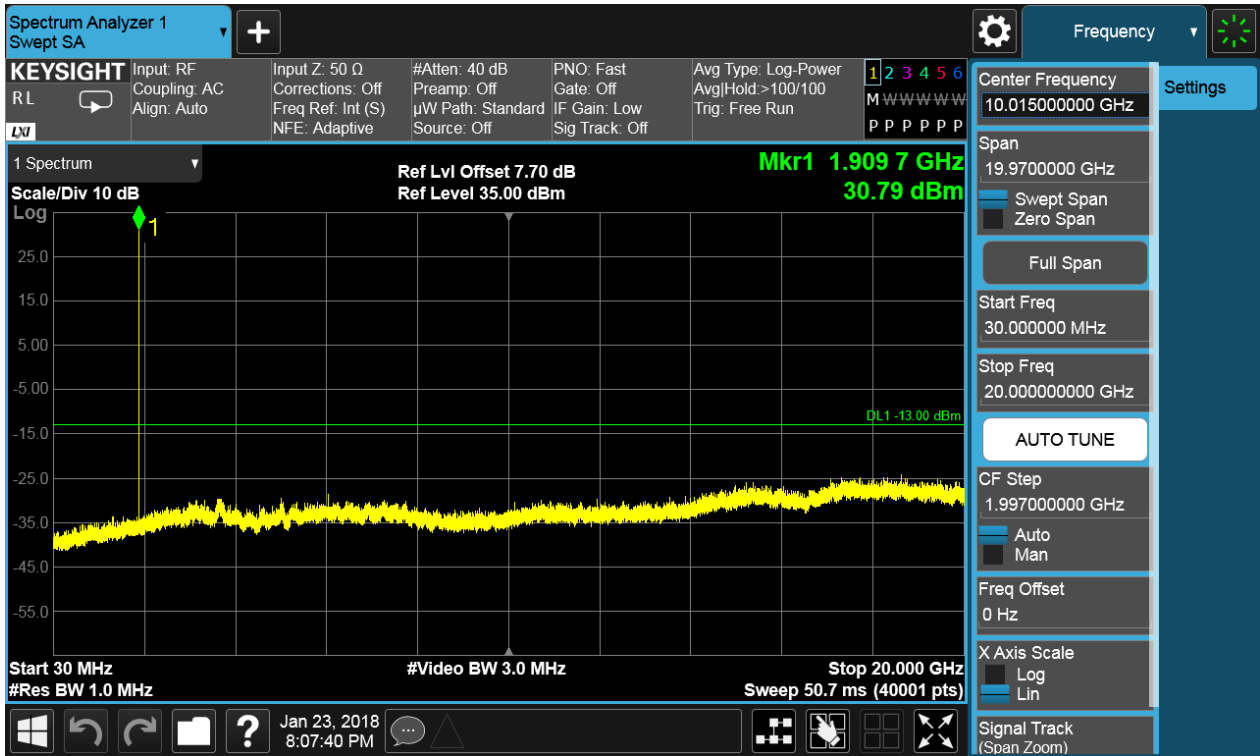 Spectrum Analyzer 1
Swept SA
+
Frequency
KEYSIGHT
R L
LXI
Input: RF
Coupling: AC
Align: Auto
Input Z: 50 Ω
Corrections: Off
Freq Ref: Int (S)
NFE: Adaptive
#Atten: 40 dB
Preamp: Off
µW Path: Standard
Source: Off
PNO: Fast
Gate: Off
IF Gain: Low
Sig Track: Off
Avg Type: Log-Power
Avg|Hold:>100/100
Trig: Free Run
1 2 3 4 5 6
M W W W W W
P P P P P P
1 Spectrum
Scale/Div 10 dB
Log
Ref Lvl Offset 7.70 dB
Ref Level 35.00 dBm
Mkr1 1.909 7 GHz
30.79 dBm
1
25.0
15.0
5.00
-5.00
-15.0
-25.0
-35.0
-45.0
-55.0
DL1 -13.00 dBm
Start 30 MHz
#Res BW 1.0 MHz
#Video BW 3.0 MHz
Stop 20.000 GHz
Sweep 50.7 ms (40001 pts)
Center Frequency
10.015000000 GHz
Span
19.9700000 GHz
Swept Span
Zero Span
Full Span
Start Freq
30.000000 MHz
Stop Freq
20.000000000 GHz
AUTO TUNE
CF Step
1.997000000 GHz
Auto
Man
Freq Offset
0 Hz
X Axis Scale
Log
Lin
Signal Track
(Span Zoom)
Settings
?
Jan 23, 2018
8:07:40 PM